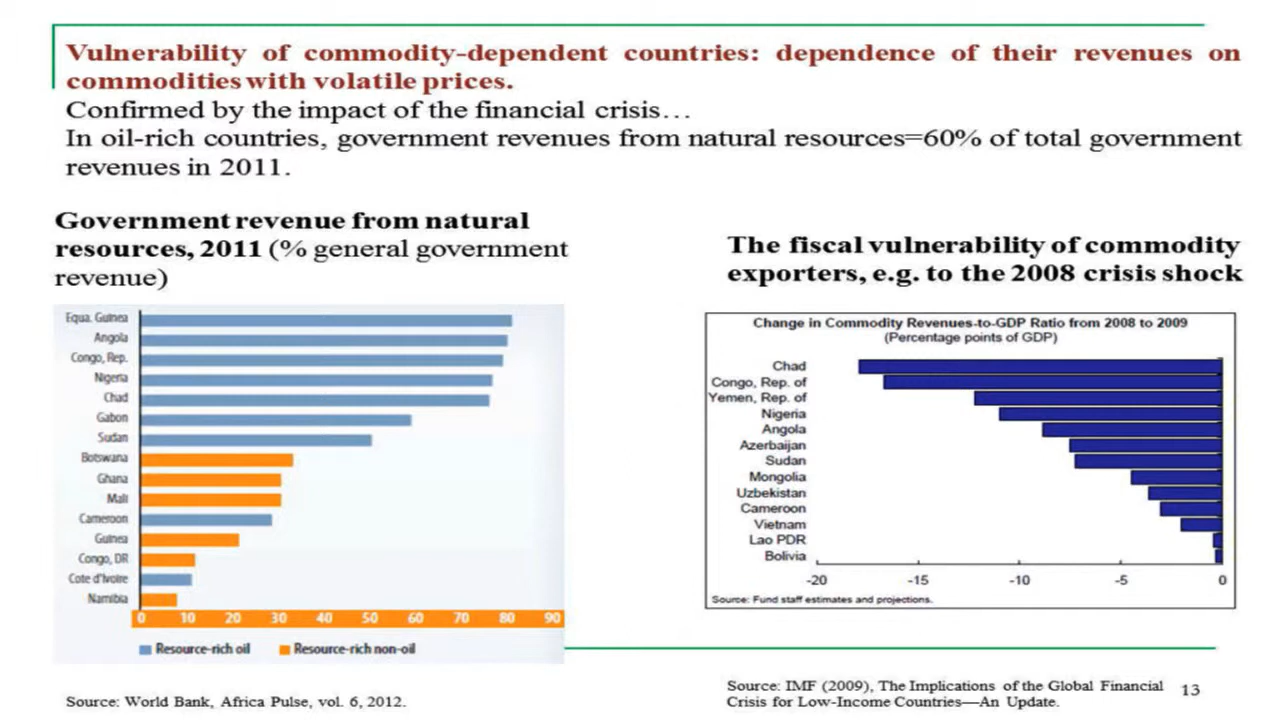 Vulnerability of commodity-dependent countries: dependence of their revenues on
commodities with volatile prices.
Confirmed by the impact of the financial crisis…
In oil-rich countries, government revenues from natural resources=60% of total government
revenues in 2011.
Government revenue from natural
resources, 2011 (% general government
revenue)
Equa. Guinea
Angola
Congo, Rep.
Nigeria
Chad
Gabon
Sudan
Botswana
Ghana
Mali
Cameroon
Guinea
Congo, DR
Cote d'Ivoire
Namibia
0 10 20 30 40 50 60 70 80 90
Resource-rich oil Resource-rich non-oil
Source: World Bank, Africa Pulse, vol. 6, 2012.
The fiscal vulnerability of commodity
exporters, e.g. to the 2008 crisis shock
Change in Commodity Revenues-to-GDP Ratio from 2008 to 2009
(Percentage points of GDP)
Chad
Congo, Rep. of
Yemen, Rep. of
Nigeria
Angola
Azerbaijan
Sudan
Mongolia
Uzbekistan
Cameroon
Vietnam
Lao PDR
Bolivia
-20 -15 -10 -5 0
Source: Fund staff estimates and projections.
Source: IMF (2009), The Implications of the Global Financial
Crisis for Low-Income Countries—An Update.
13